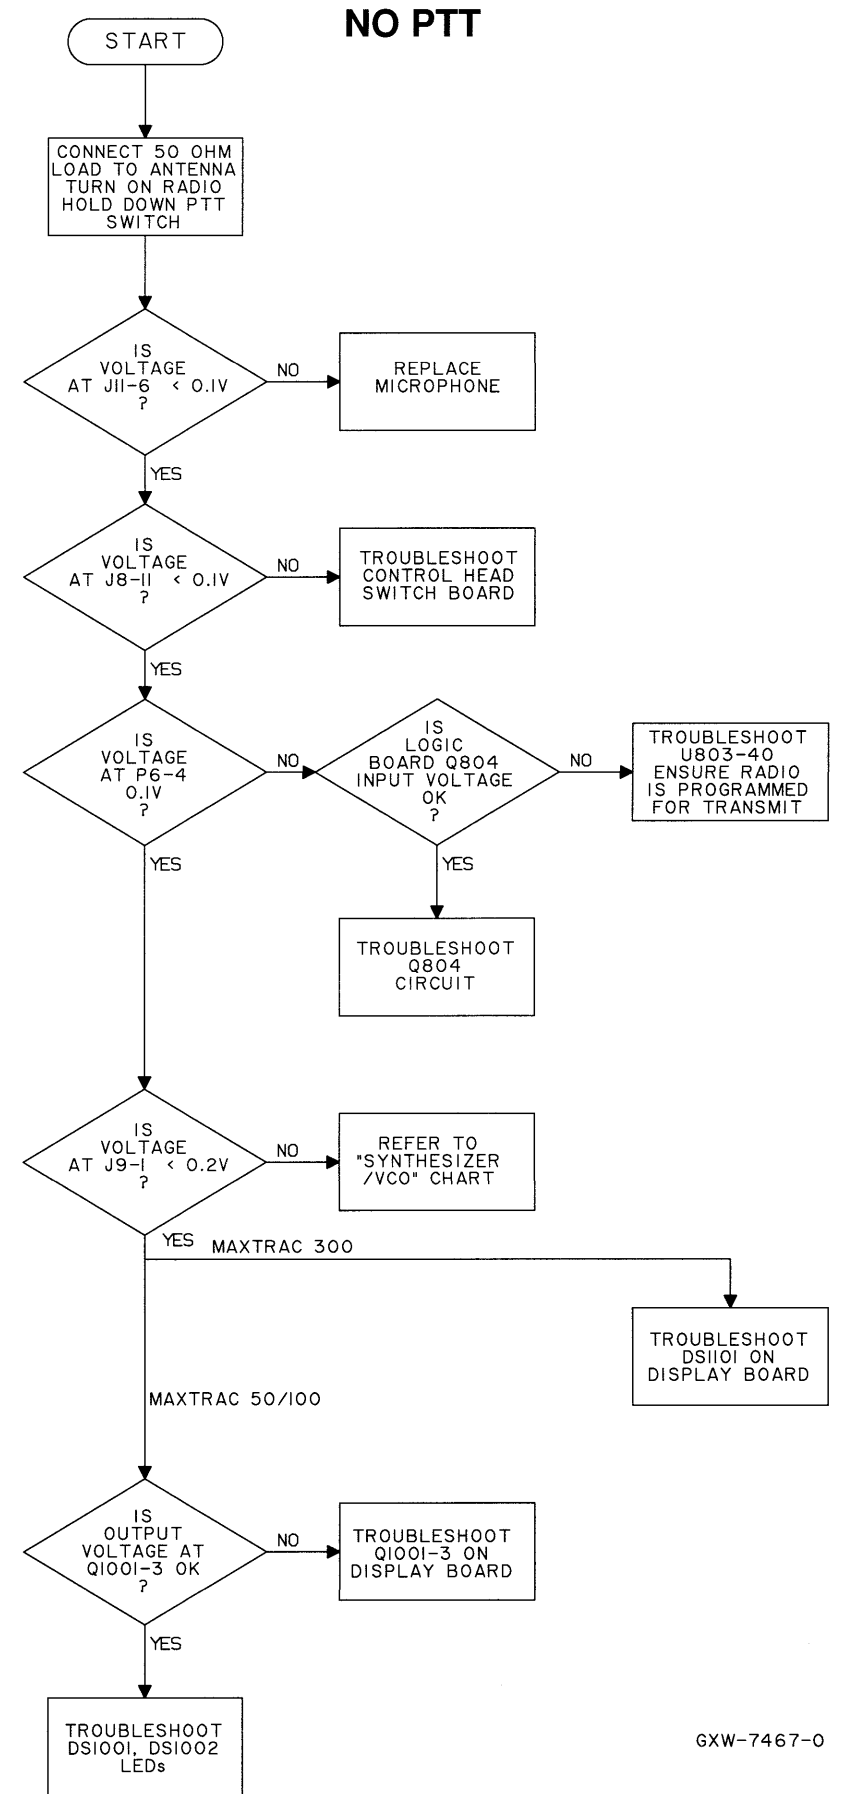 NO PTT
START
CONNECT 50 OHM
LOAD TO ANTENNA
TURN ON RADIO
HOLD DOWN PTT
SWITCH
IS
VOLTAGE
AT J11-6 < 0.1V
?
NO
REPLACE
MICROPHONE
YES
IS
VOLTAGE
AT J8-11 < 0.1V
?
NO
TROUBLESHOOT
CONTROL HEAD
SWITCH BOARD
YES
IS
VOLTAGE
AT P6-4
0.1V
?
NO
IS
LOGIC
BOARD Q804
INPUT VOLTAGE
OK
?
NO
TROUBLESHOOT
U803-40
ENSURE RADIO
IS PROGRAMMED
FOR TRANSMIT
YES
YES
TROUBLESHOOT
Q804
CIRCUIT
IS
VOLTAGE
AT J9-1 < 0.2V
?
NO
REFER TO
"SYNTHESIZER
/VCO" CHART
YES
MAXTRAC 300
TROUBLESHOOT
DS1101 ON
DISPLAY BOARD
MAXTRAC 50/100
IS
OUTPUT
VOLTAGE AT
Q1001-3 OK
?
NO
TROUBLESHOOT
Q1001-3 ON
DISPLAY BOARD
YES
TROUBLESHOOT
DS1001, DS1002
LEDs
GXW-7467-0